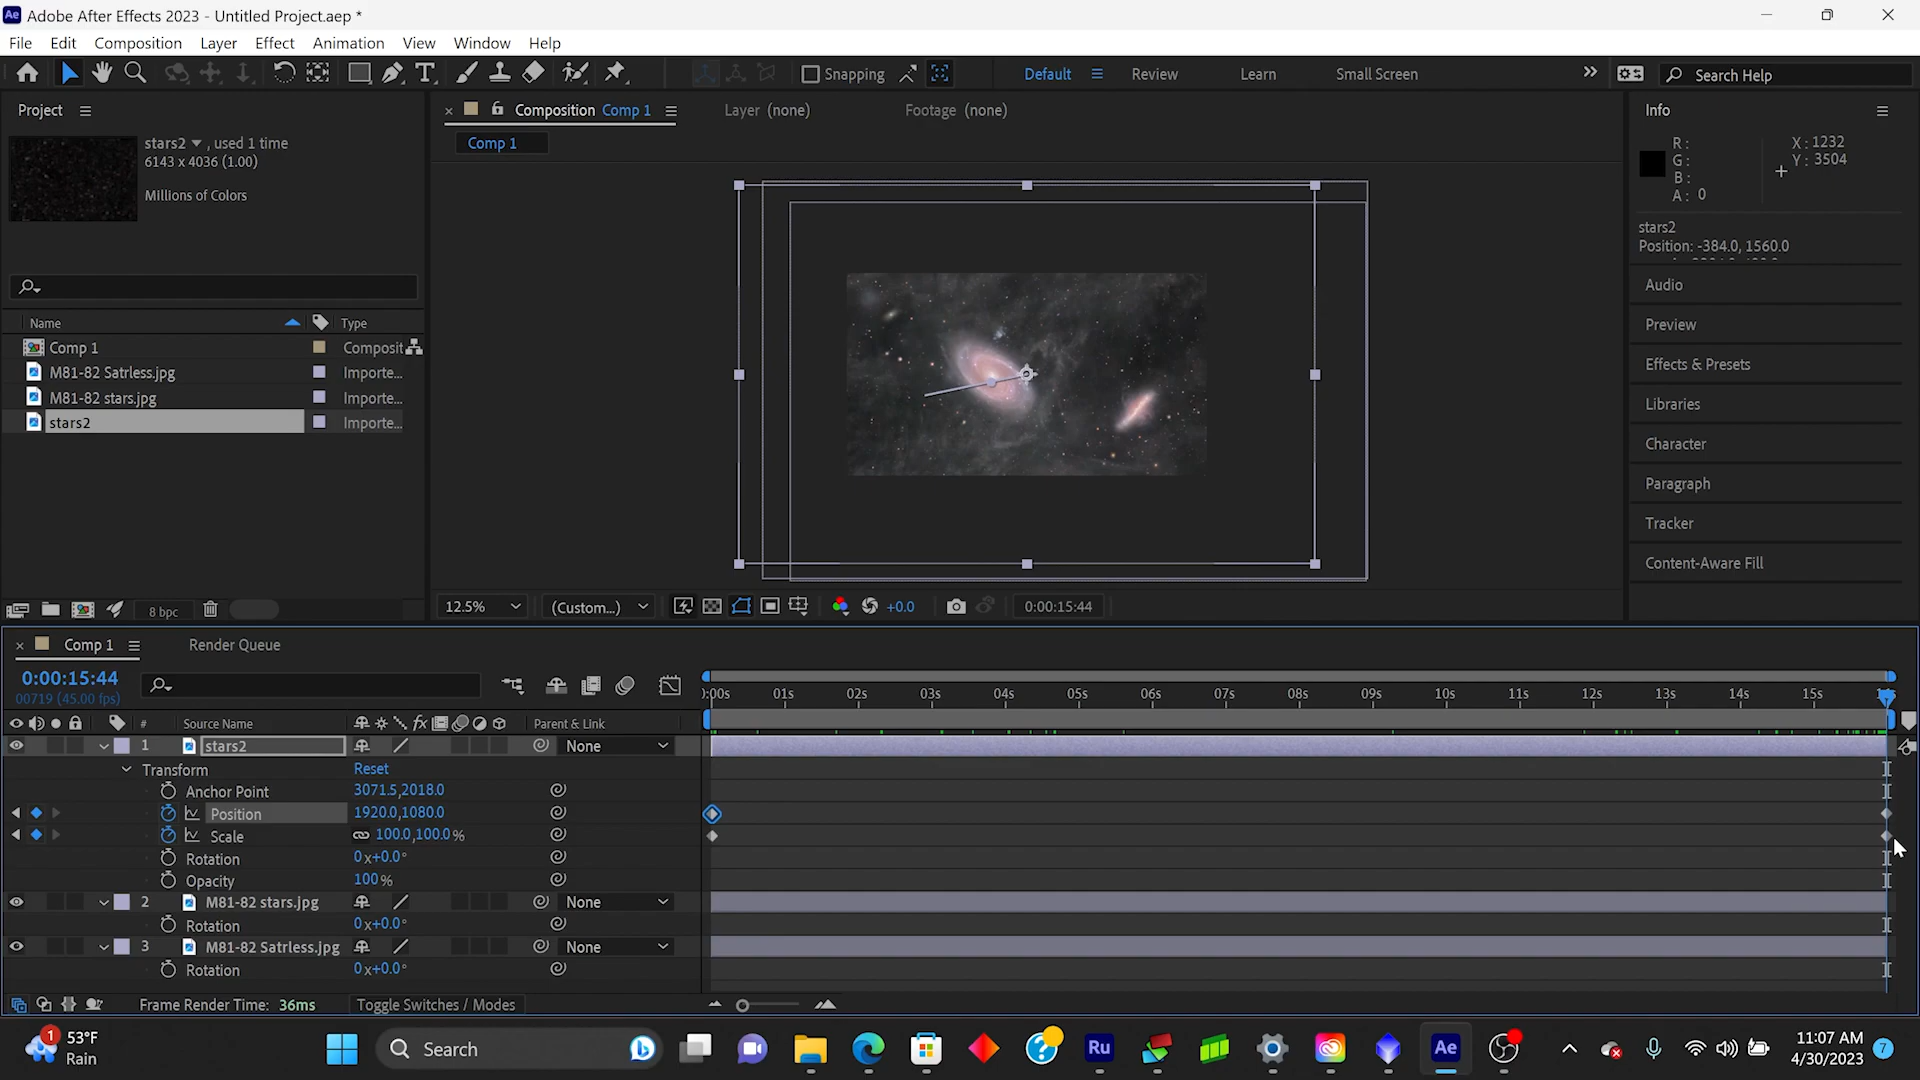 Adobe After Effects 2023 - Untitled Project.aep *
File Edit Composition Layer Effect Animation View Window Help
Snapping
Default Review Learn Small Screen
Search Help
Project
stars2 , used 1 time
6143 x 4036 (1.00)
Millions of Colors
Name Type
Comp 1 Composit
M81-82 Satrless.jpg Importe...
M81-82 stars.jpg Importe...
stars2 Importe...
8 bpc
Composition Comp 1
Layer (none)
Footage (none)
Comp 1
12.5% (Custom...) +0.0 0:00:15:44
Info
R :
G :
B :
A : 0
X : 1232
Y : 3504
stars2
Position: -384.0, 1560.0
Audio
Preview
Effects & Presets
Libraries
Character
Paragraph
Tracker
Content-Aware Fill
Comp 1 Render Queue
0:00:15:44
00719 (45.00 fps)
:00s 01s 02s 03s 04s 05s 06s 07s 08s 09s 10s 11s 12s 13s 14s 15s
# Source Name fx Parent & Link
1 stars2 None
Transform Reset
Anchor Point 3071.5,2018.0
Position 1920.0,1080.0
Scale 100.0,100.0%
Rotation 0x+0.0°
Opacity 100%
2 M81-82 stars.jpg None
Rotation 0x+0.0°
3 M81-82 Satrless.jpg None
Rotation 0x+0.0°
Frame Render Time: 36ms Toggle Switches / Modes
1 53°F
Rain
Search
Ru
Ae
11:07 AM
4/30/2023
7